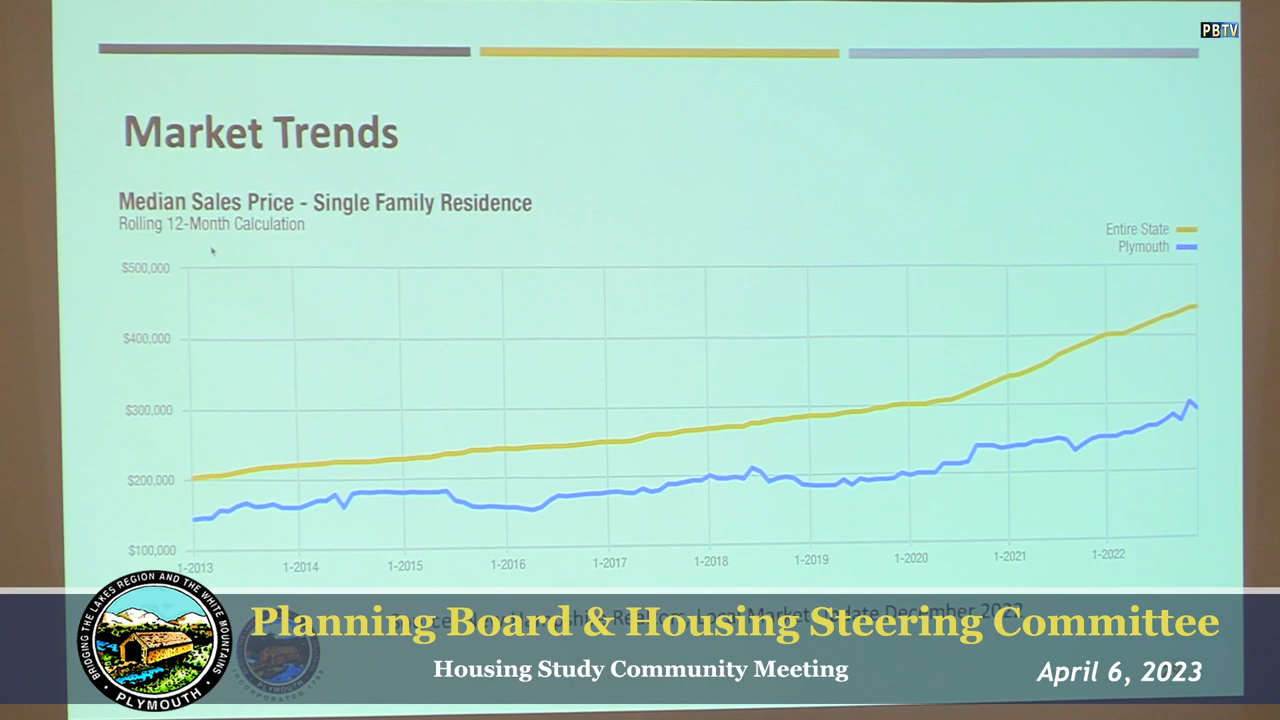 PBTV
Market Trends
Median Sales Price - Single Family Residence
Rolling 12-Month Calculation
Entire State
Plymouth
$500,000
$400,000
$300,000
$200,000
$100,000
1-2013 1-2014 1-2015 1-2016 1-2017 1-2018 1-2019 1-2020 1-2021 1-2022
BRIDGING THE LAKES REGION AND THE WHITE MOUNTAINS
PLYMOUTH
Planning Board & Housing Steering Committee
Housing Study Community Meeting
April 6, 2023